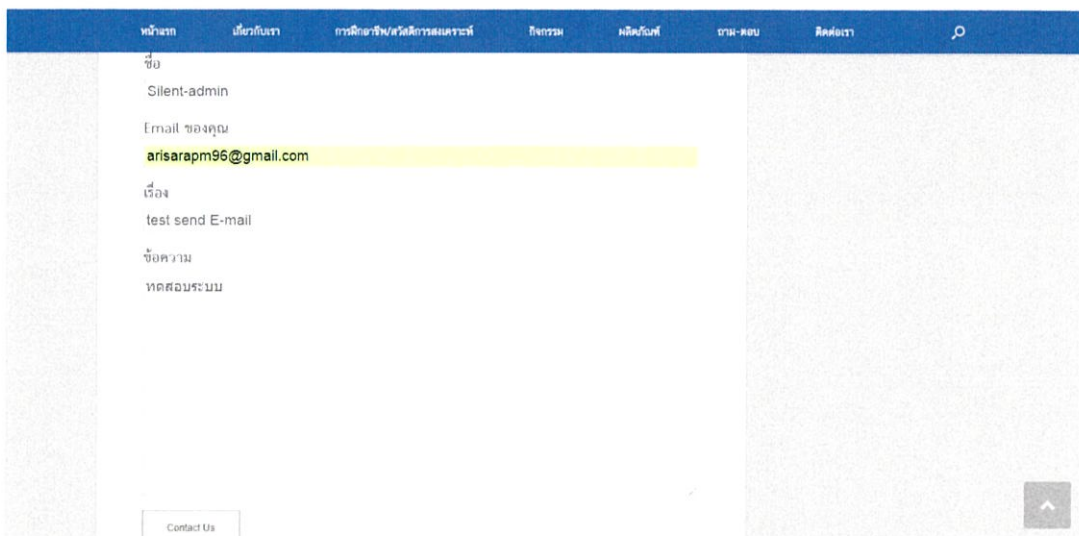 หน้าแรก เกี่ยวกับเรา การฝึกอาชีพ/สวัสดิการสงเคราะห์ กิจกรรม ผลิตภัณฑ์ ถาม-ตอบ ติดต่อเรา
ชื่อ
Silent-admin
Email ของคุณ
arisarapm96@gmail.com
เรื่อง
test send E-mail
ข้อความ
ทดสอบระบบ
Contact Us